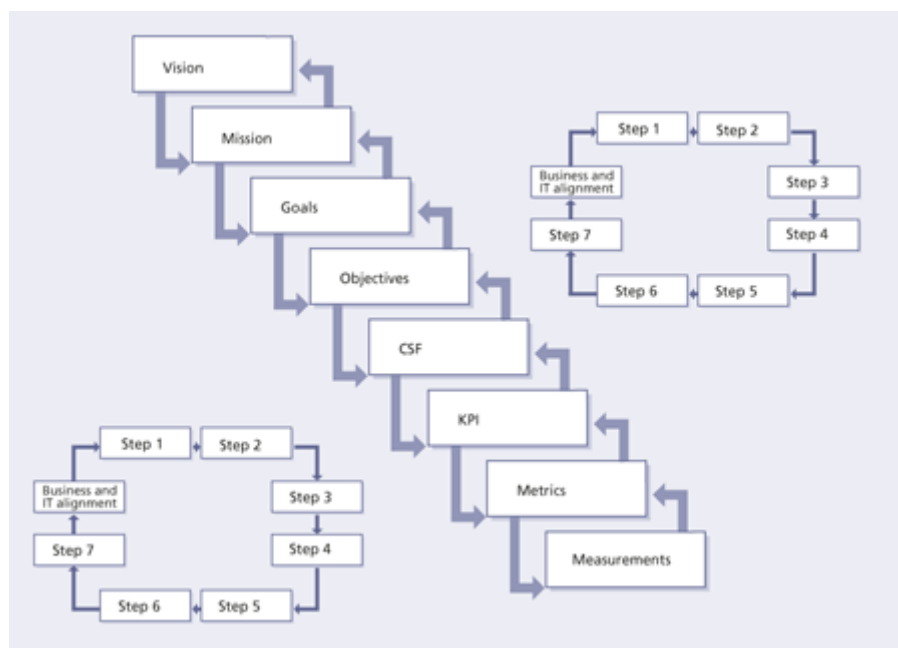 Vision
Mission
Goals
Objectives
CSF
KPI
Metrics
Measurements
Step 1
Step 2
Step 3
Step 4
Step 5
Step 6
Step 7
Business and
IT alignment
Step 1
Step 2
Step 3
Step 4
Step 5
Step 6
Step 7
Business and
IT alignment